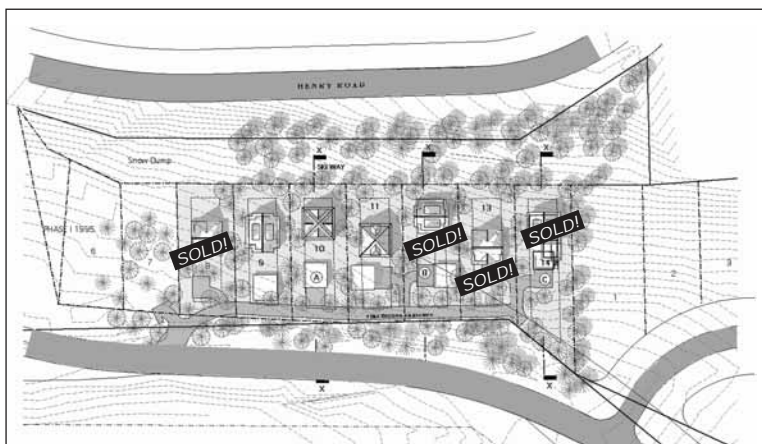 HENRY ROAD
X
X
X
Snow Dump
SKI WAY
PHASE I 1995
6
7
SOLD!
9
10
A
11
SOLD!
B
13
SOLD!
SOLD!
14
C
1
2
3
X
X